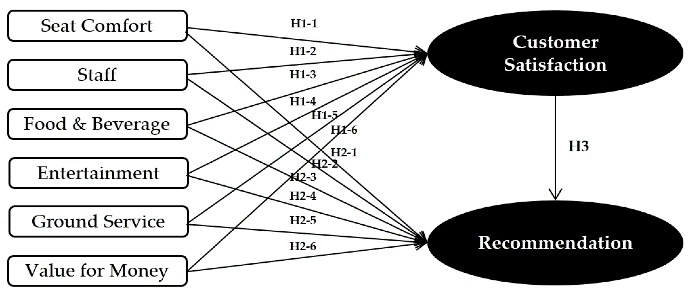 Seat Comfort
Staff
Food & Beverage
Entertainment
Ground Service
Value for Money
H1-1
H1-2
H1-3
H1-4
H1-5
H1-6
H2-1
H2-2
H2-3
H2-4
H2-5
H2-6
Customer
Satisfaction
H3
Recommendation